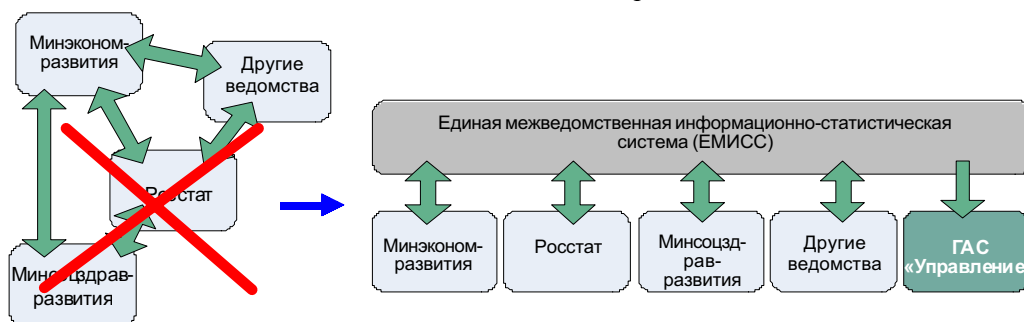 Минэконом-
развития
Другие
ведомства
Росстат
Минсоцздрав-
развития
Единая межведомственная информационно-статистическая
система (ЕМИСС)
Минэконом-
развития
Росстат
Минсоцзд-
рав-
развития
Другие
ведомства
ГАС
«Управление